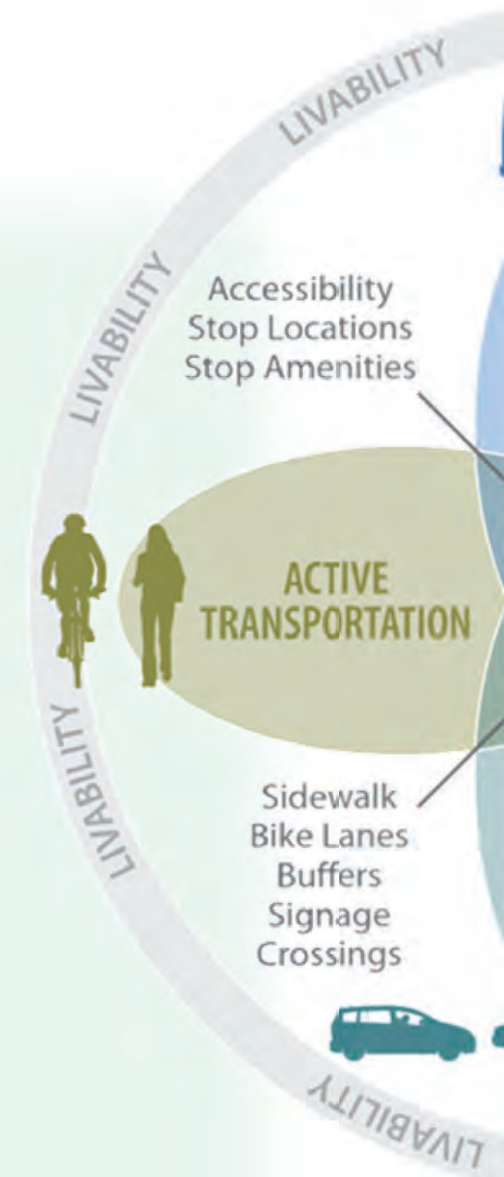 LIVABILITY
LIVABILITY
Accessibility
Stop Locations
Stop Amenities
ACTIVE
TRANSPORTATION
LIVABILITY
Sidewalk
Bike Lanes
Buffers
Signage
Crossings
LIVABILITY